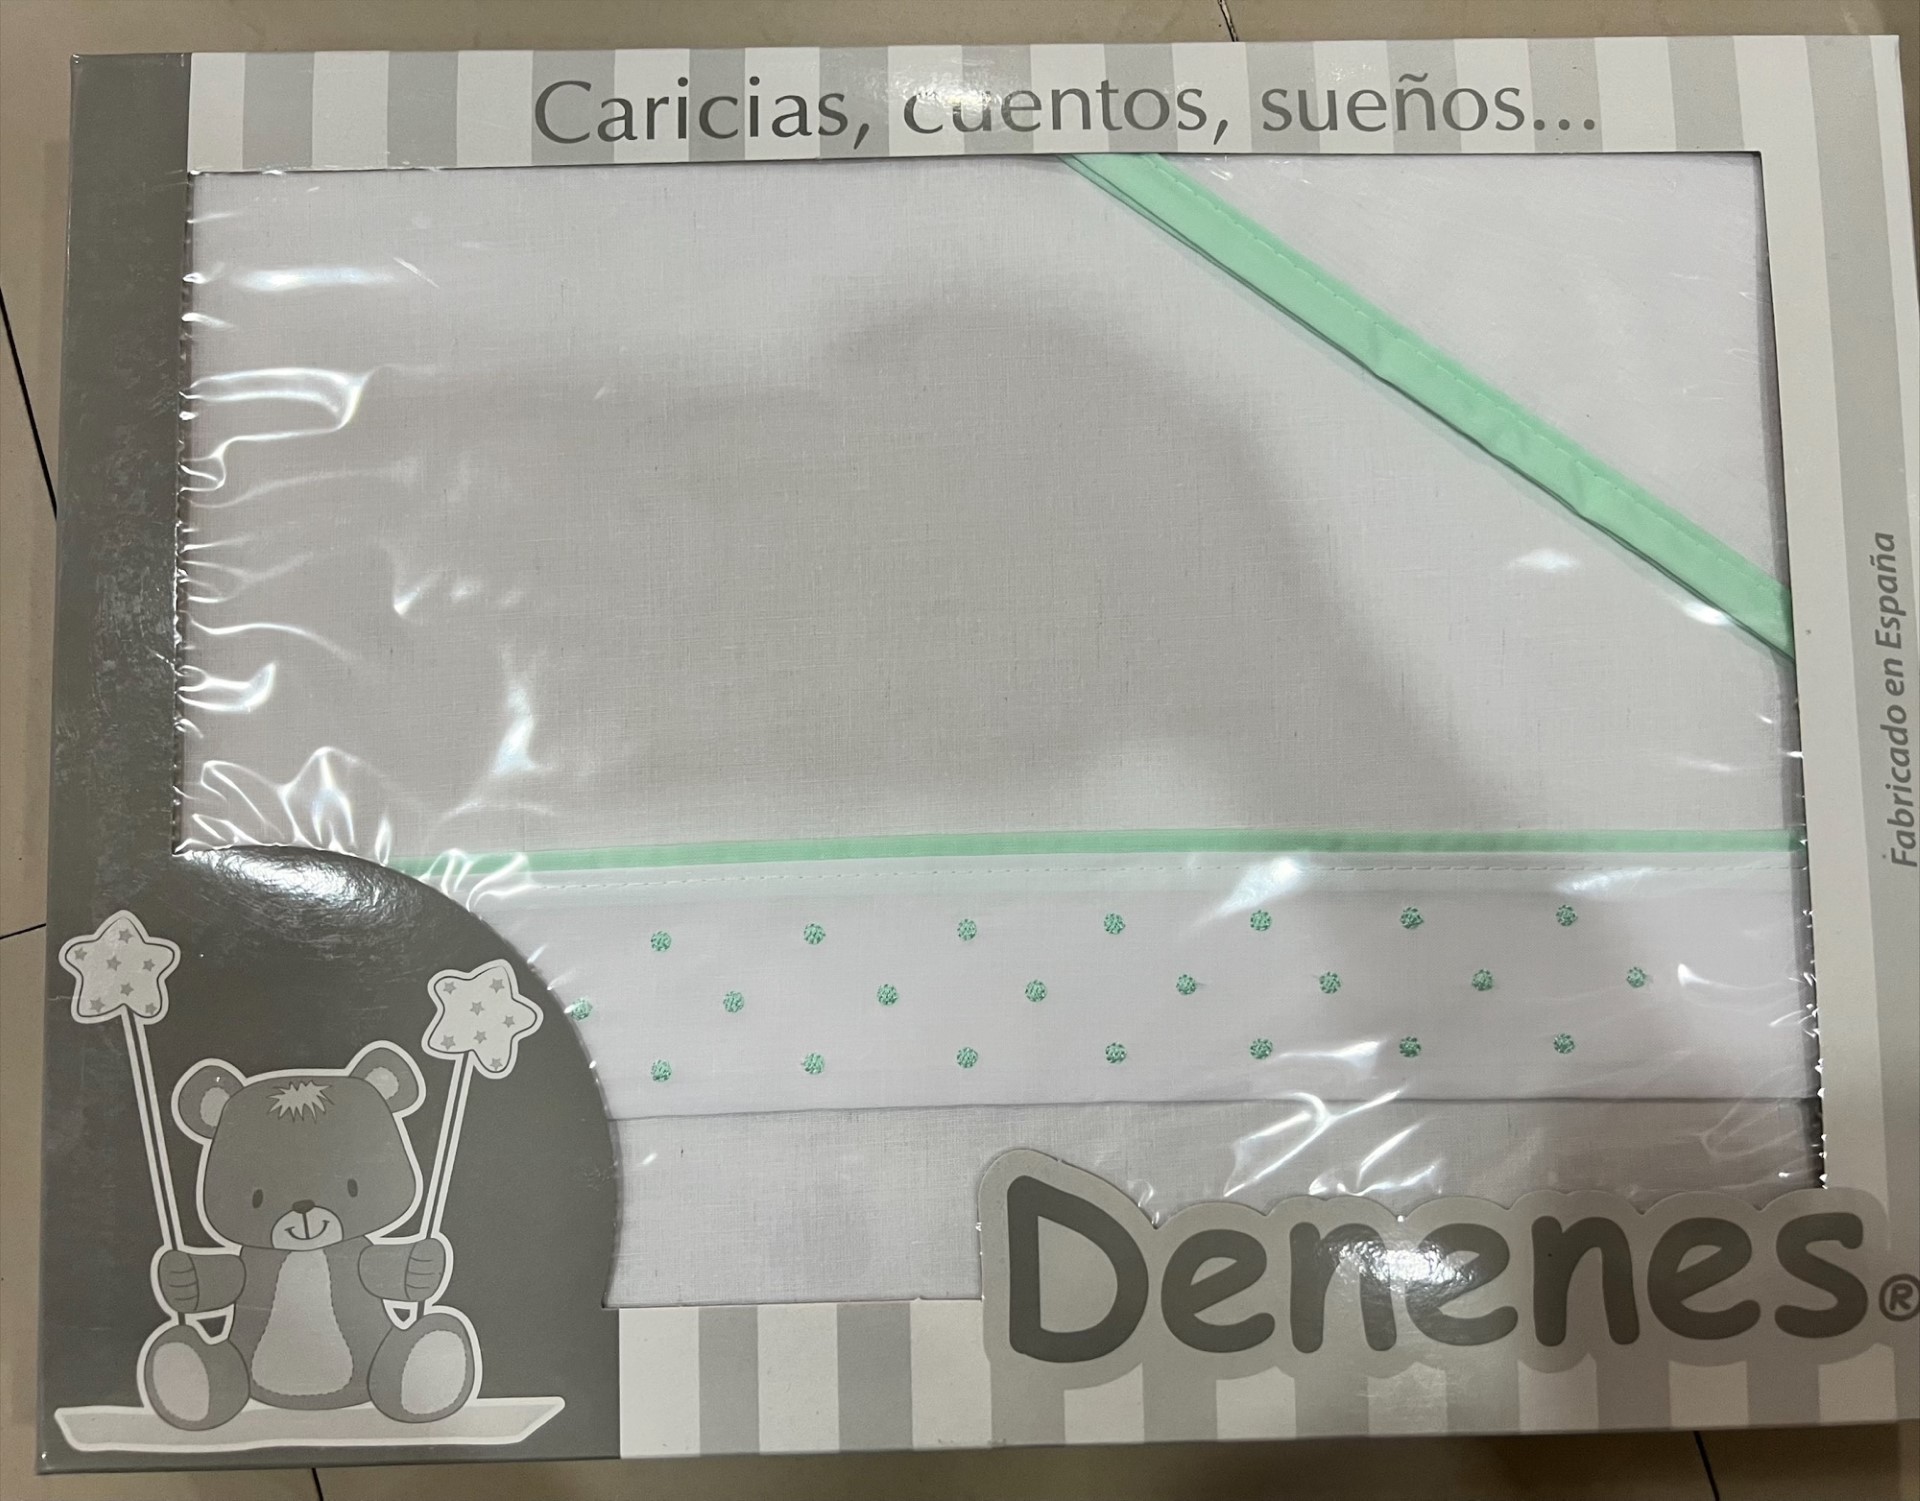 Caricias, cuentos, sueños...
Fabricado en España
Denenes®